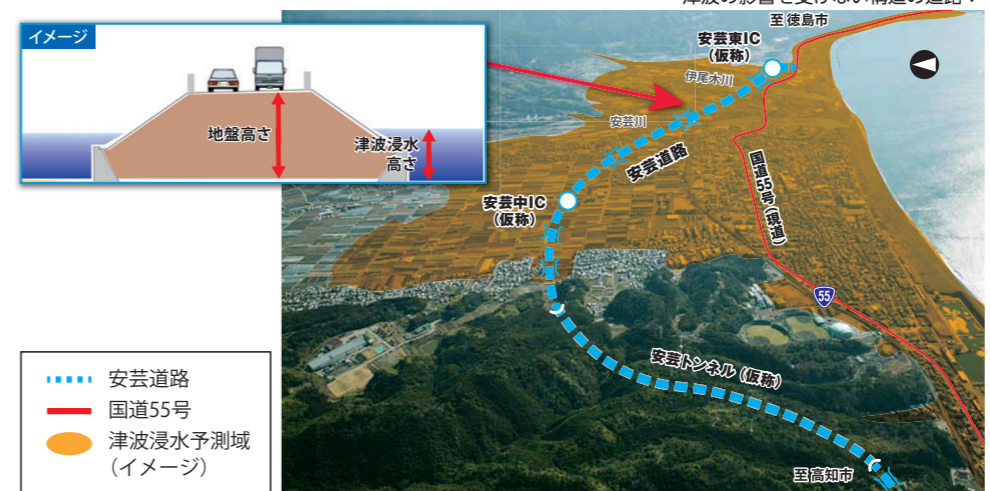 津波の影響を受けない構造の道路
至徳島市
イメージ
安芸東IC
(仮称)
伊尾木川
地盤高さ
津波浸水
高さ
安芸川
安芸道路
国道55号(現道)
安芸中IC
(仮称)
55
安芸トンネル(仮称)
安芸道路
国道55号
津波浸水予測域
(イメージ)
至高知市